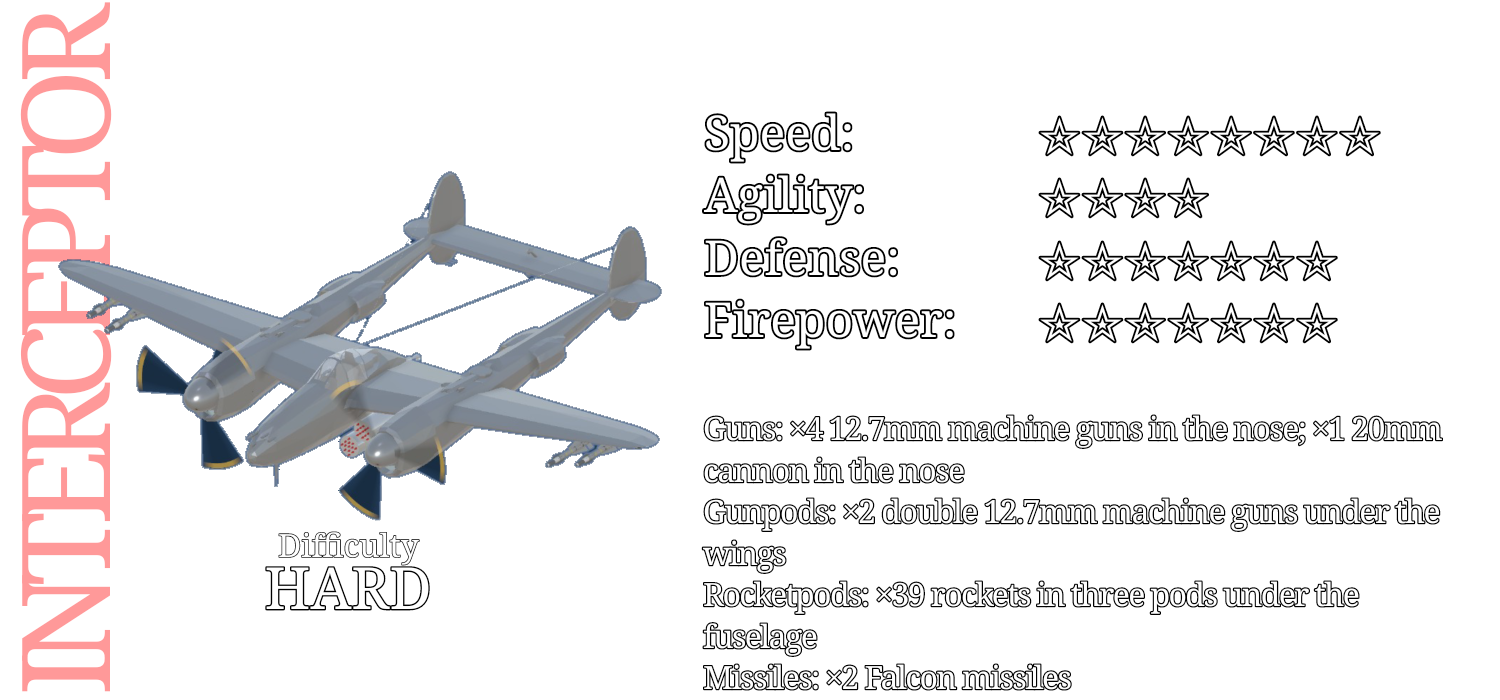 INTERCEPTOR
Difficulty
HARD
Speed: ☆☆☆☆☆☆☆☆
Agility: ☆☆☆☆
Defense: ☆☆☆☆☆☆☆
Firepower: ☆☆☆☆☆☆☆
Guns: ×4 12.7mm machine guns in the nose; ×1 20mm
cannon in the nose
Gunpods: ×2 double 12.7mm machine guns under the
wings
Rocketpods: ×39 rockets in three pods under the
fuselage
Missiles: ×2 Falcon missiles